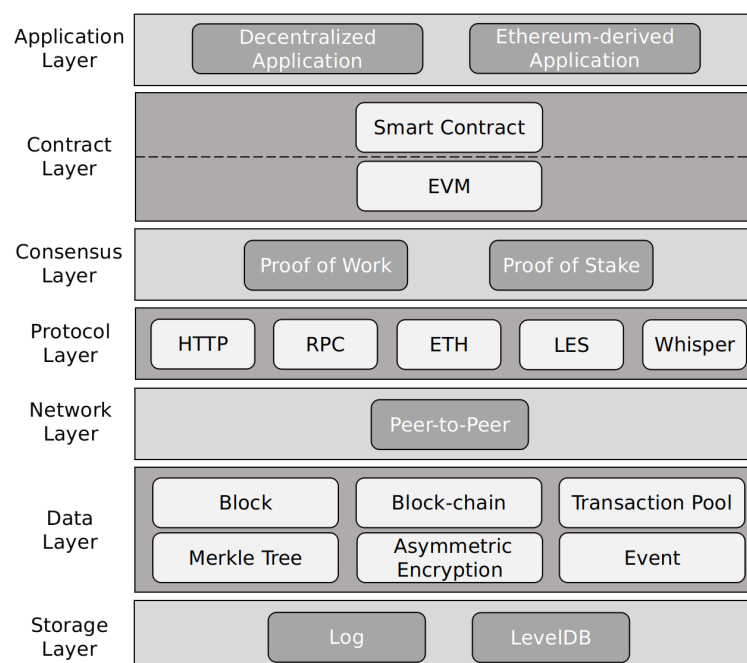 Application
Layer
Decentralized
Application
Ethereum-derived
Application
Contract
Layer
Smart Contract
EVM
Consensus
Layer
Proof of Work
Proof of Stake
Protocol
Layer
HTTP
RPC
ETH
LES
Whisper
Network
Layer
Peer-to-Peer
Data
Layer
Block
Block-chain
Transaction Pool
Merkle Tree
Asymmetric
Encryption
Event
Storage
Layer
Log
LevelDB